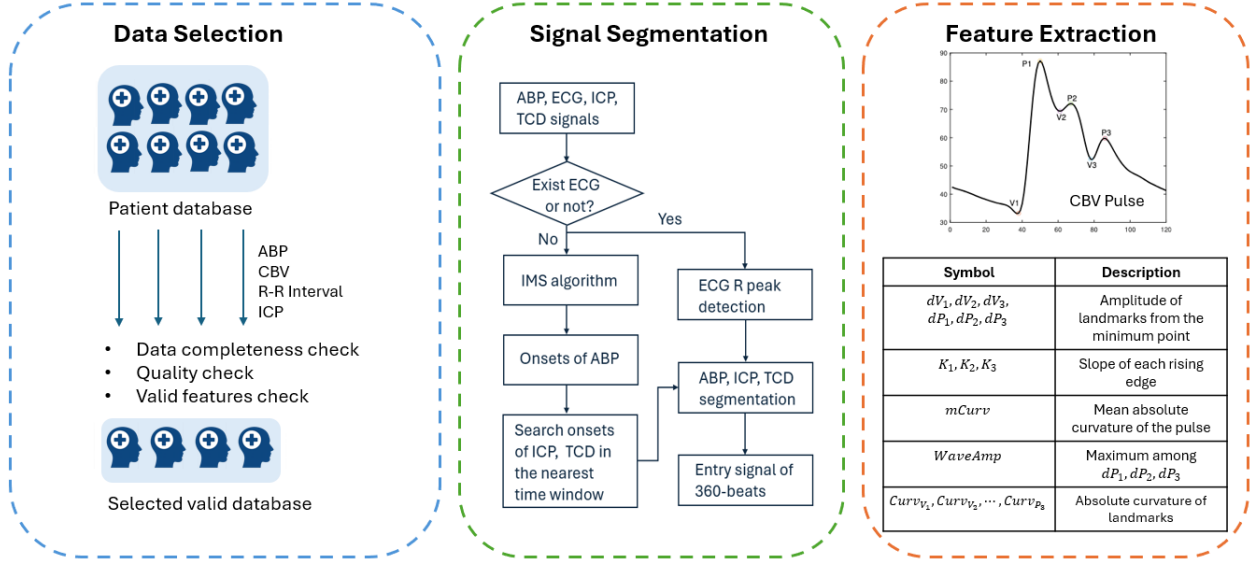 Data Selection
Patient database
ABP
CBV
R-R Interval
ICP
• Data completeness check
• Quality check
• Valid features check
Selected valid database
Signal Segmentation
ABP, ECG, ICP,
TCD signals
Exist ECG
or not?
Yes
No
IMS algorithm
ECG R peak
detection
Onsets of ABP
ABP, ICP, TCD
segmentation
Search onsets
of ICP, TCD in
the nearest
time window
Entry signal of
360-beats
Feature Extraction
90
80
70
60
50
40
30
0 20 40 60 80 100 120
P1
P2
V2
P3
V3
V1
CBV Pulse
Symbol Description
dV₁, dV₂, dV₃,
dP₁, dP₂, dP₃
Amplitude of
landmarks from the
minimum point
K₁, K₂, K₃
Slope of each rising
edge
mCurv
Mean absolute
curvature of the pulse
WaveAmp
Maximum among
dP₁, dP₂, dP₃
Curv_V₁, Curv_V₂, ⋯, Curv_P₃
Absolute curvature of
landmarks